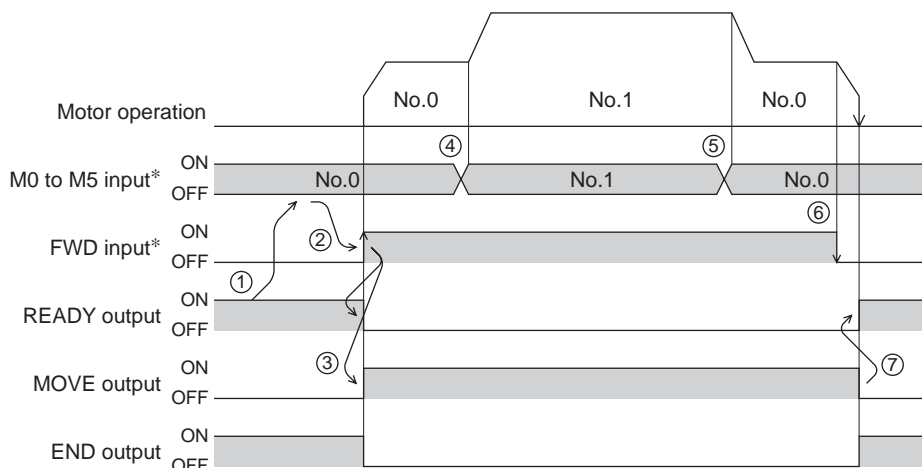 No.0
No.1
No.0
Motor operation
④
⑤
ON
M0 to M5 input*
OFF
No.0
No.1
No.0
⑥
ON
②
FWD input*
OFF
①
ON
READY output
OFF
③
⑦
ON
MOVE output
OFF
ON
END output
OFF